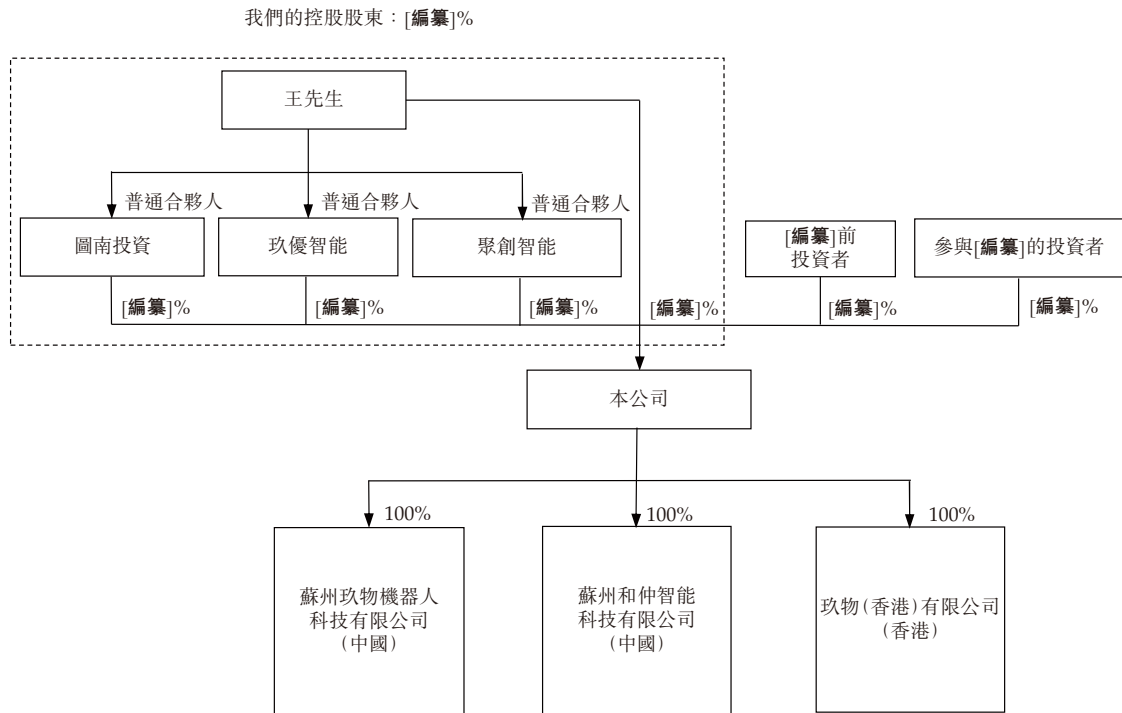 我們的控股股東：[編纂]%
王先生
普通合夥人
普通合夥人
普通合夥人
圖南投資
玖優智能
聚創智能
[編纂]前
投資者
參與[編纂]的投資者
[編纂]%
[編纂]%
[編纂]%
[編纂]%
[編纂]%
[編纂]%
本公司
100%
100%
100%
蘇州玖物機器人
科技有限公司
(中國)
蘇州和仲智能
科技有限公司
(中國)
玖物(香港)有限公司
(香港)